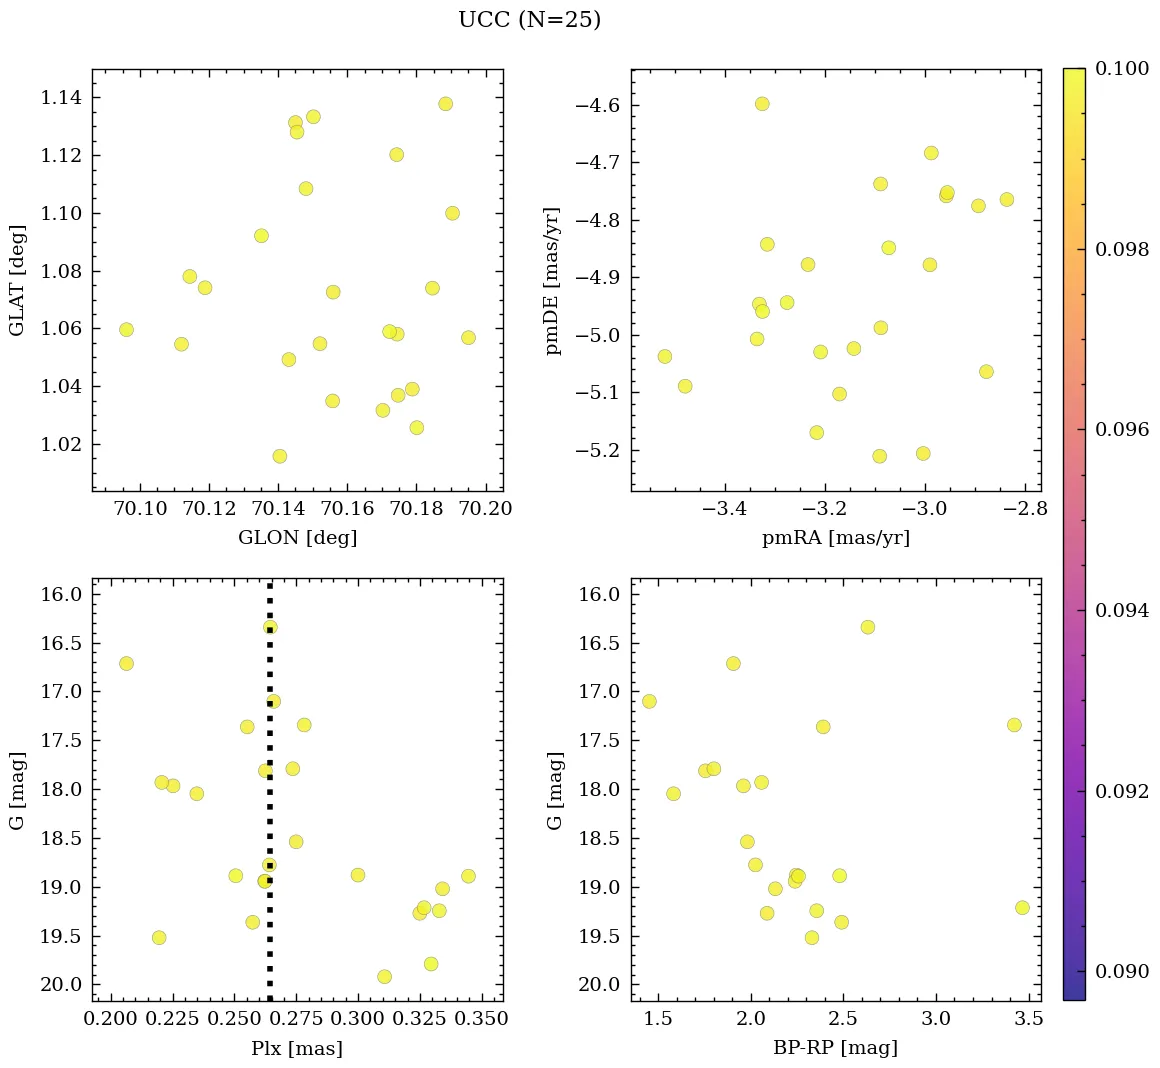 UCC (N=25)
1.14
1.12
1.10
1.08
1.06
1.04
1.02
GLAT [deg]
70.10 70.12 70.14 70.16 70.18 70.20
GLON [deg]
−4.6
−4.7
−4.8
−4.9
−5.0
−5.1
−5.2
pmDE [mas/yr]
−3.4 −3.2 −3.0 −2.8
pmRA [mas/yr]
0.100
0.098
0.096
0.094
0.092
0.090
16.0
16.5
17.0
17.5
18.0
18.5
19.0
19.5
20.0
G [mag]
0.200 0.225 0.250 0.275 0.300 0.325 0.350
Plx [mas]
16.0
16.5
17.0
17.5
18.0
18.5
19.0
19.5
20.0
G [mag]
1.5 2.0 2.5 3.0 3.5
BP-RP [mag]